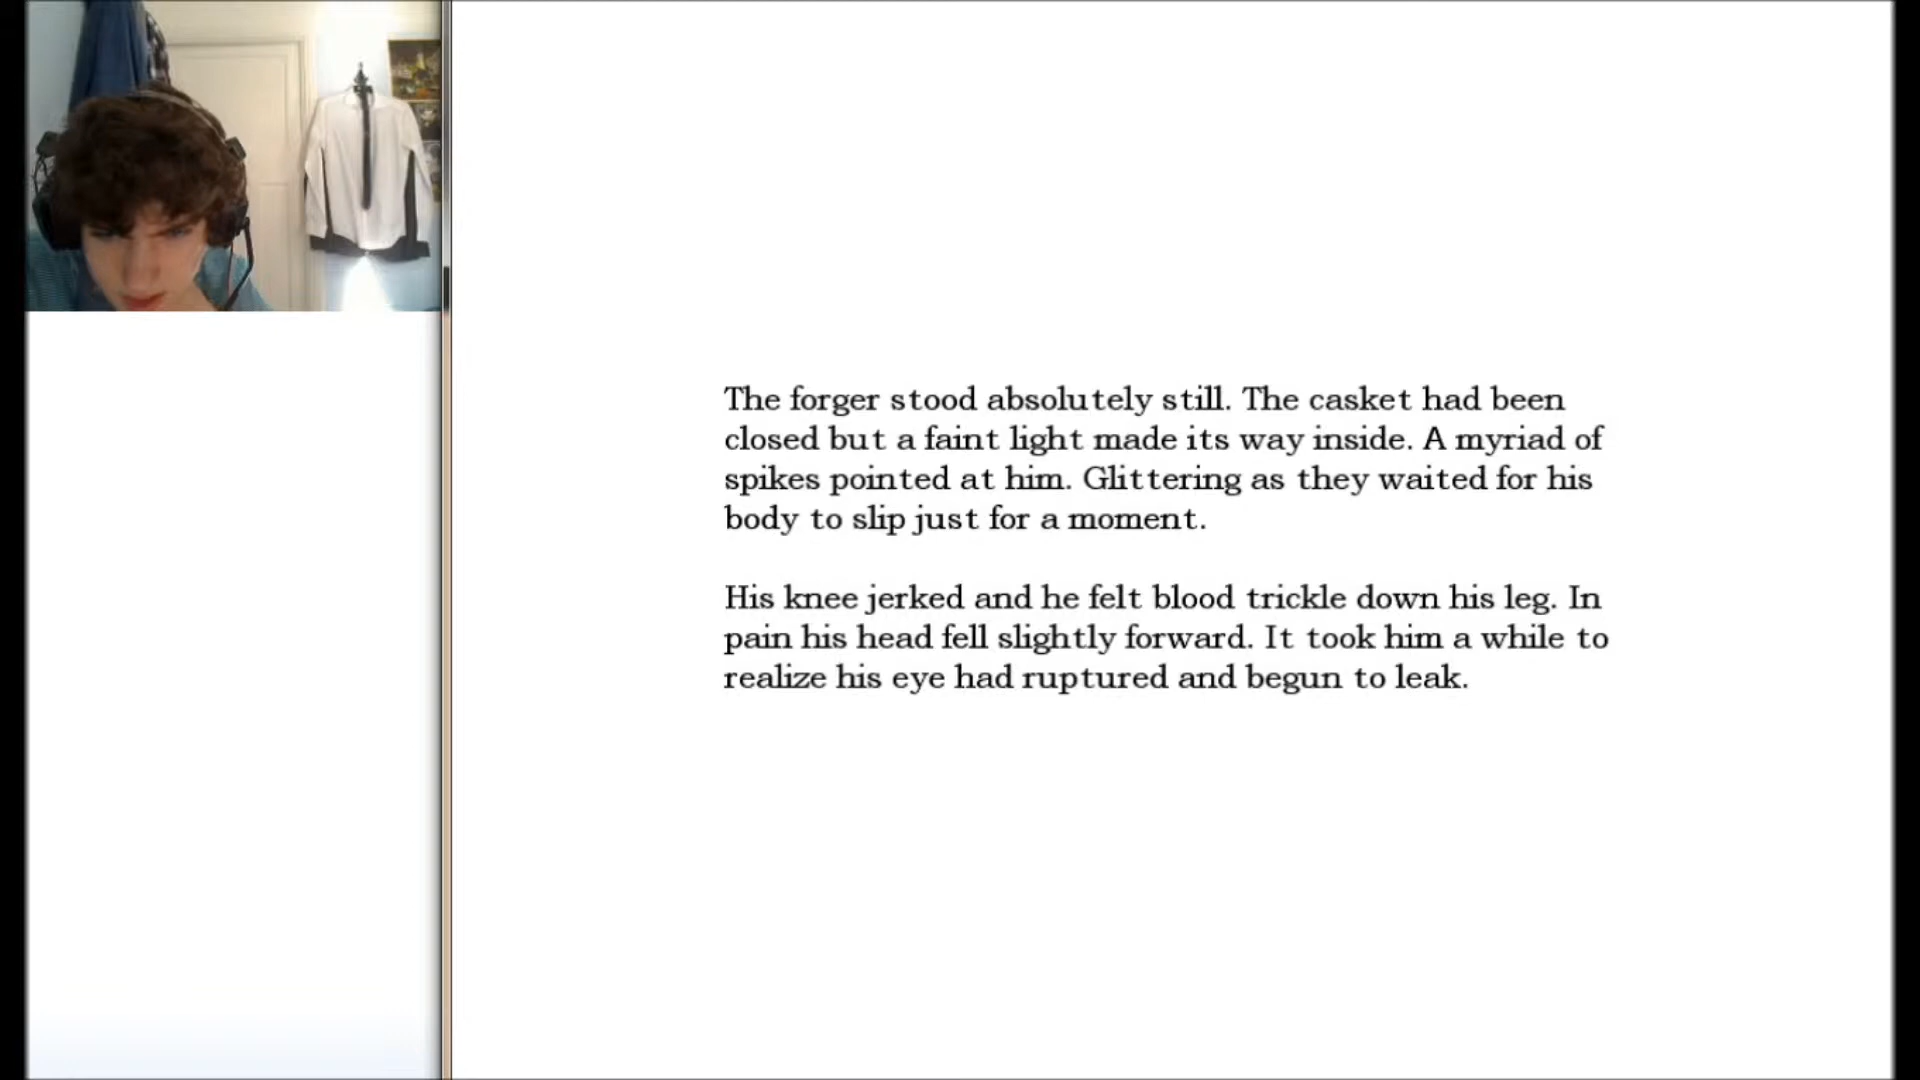 The forger stood absolutely still. The casket had been
closed but a faint light made its way inside. A myriad of
spikes pointed at him. Glittering as they waited for his
body to slip just for a moment.
His knee jerked and he felt blood trickle down his leg. In
pain his head fell slightly forward. It took him a while to
realize his eye had ruptured and begun to leak.